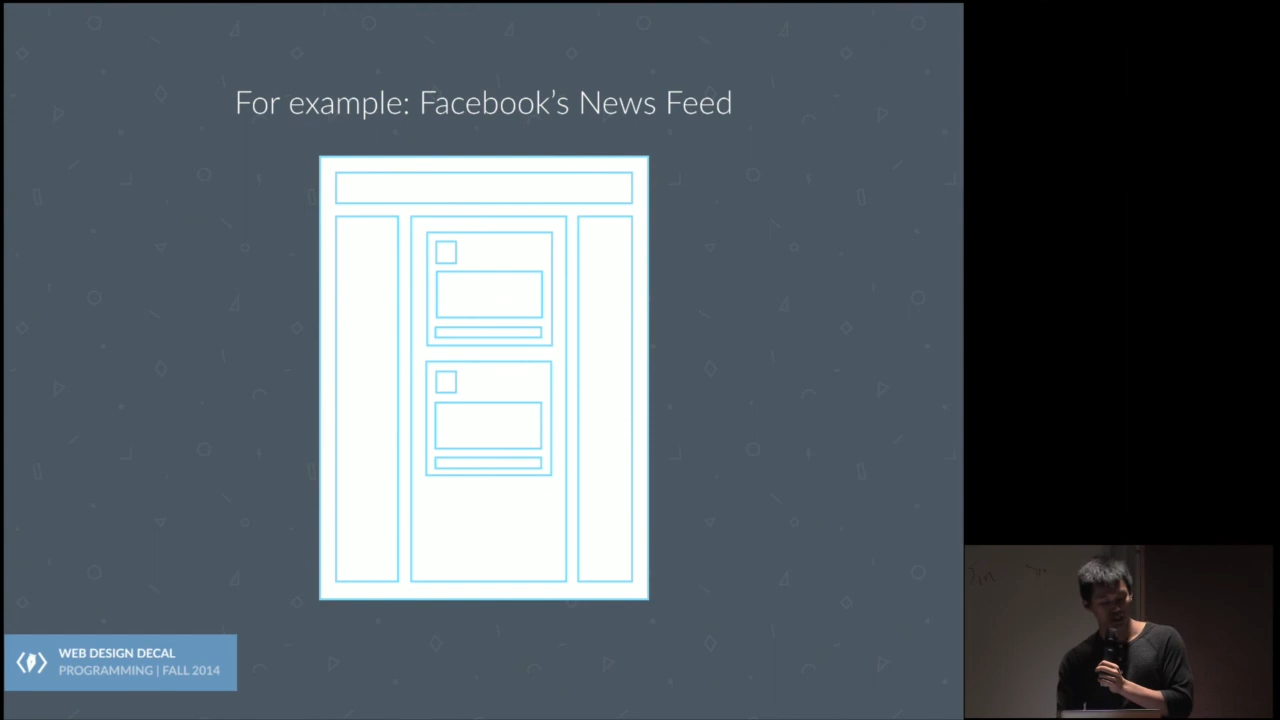 For example: Facebook's News Feed
WEB DESIGN DECAL
PROGRAMMING | FALL 2014